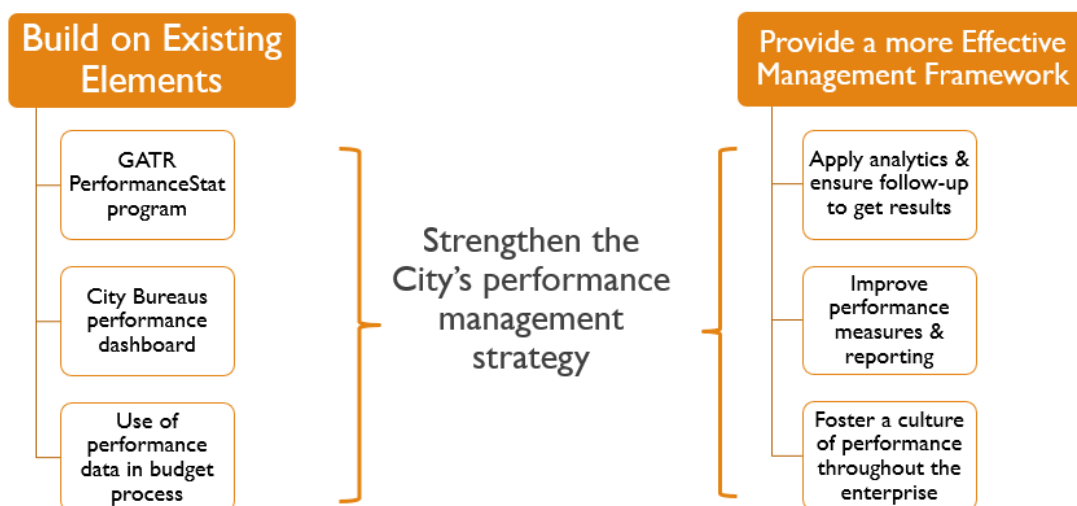 Build on Existing
Elements
GATR
PerformanceStat
program
City Bureaus
performance
dashboard
Use of
performance
data in budget
process
Strengthen the
City's performance
management
strategy
Provide a more Effective
Management Framework
Apply analytics &
ensure follow-up
to get results
Improve
performance
measures &
reporting
Foster a culture
of performance
throughout the
enterprise